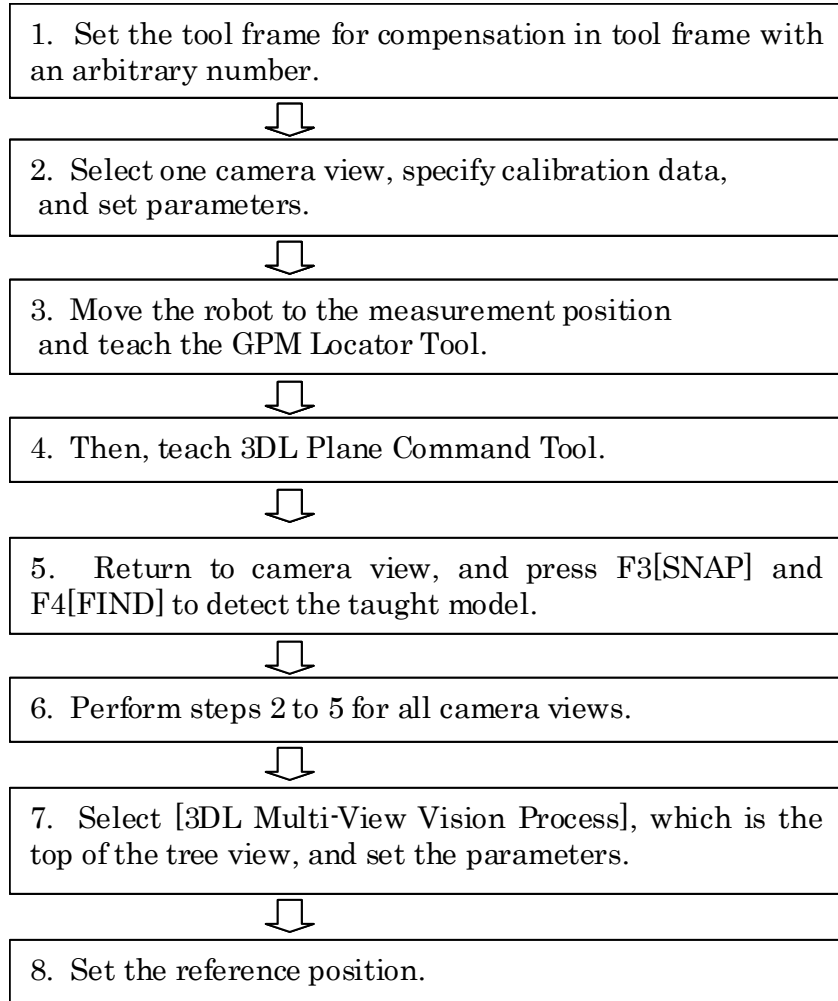 1. Set the tool frame for compensation in tool frame with
an arbitrary number.
2. Select one camera view, specify calibration data,
and set parameters.
3. Move the robot to the measurement position
and teach the GPM Locator Tool.
4. Then, teach 3DL Plane Command Tool.
5. Return to camera view, and press F3[SNAP] and
F4[FIND] to detect the taught model.
6. Perform steps 2 to 5 for all camera views.
7. Select [3DL Multi-View Vision Process], which is the
top of the tree view, and set the parameters.
8. Set the reference position.